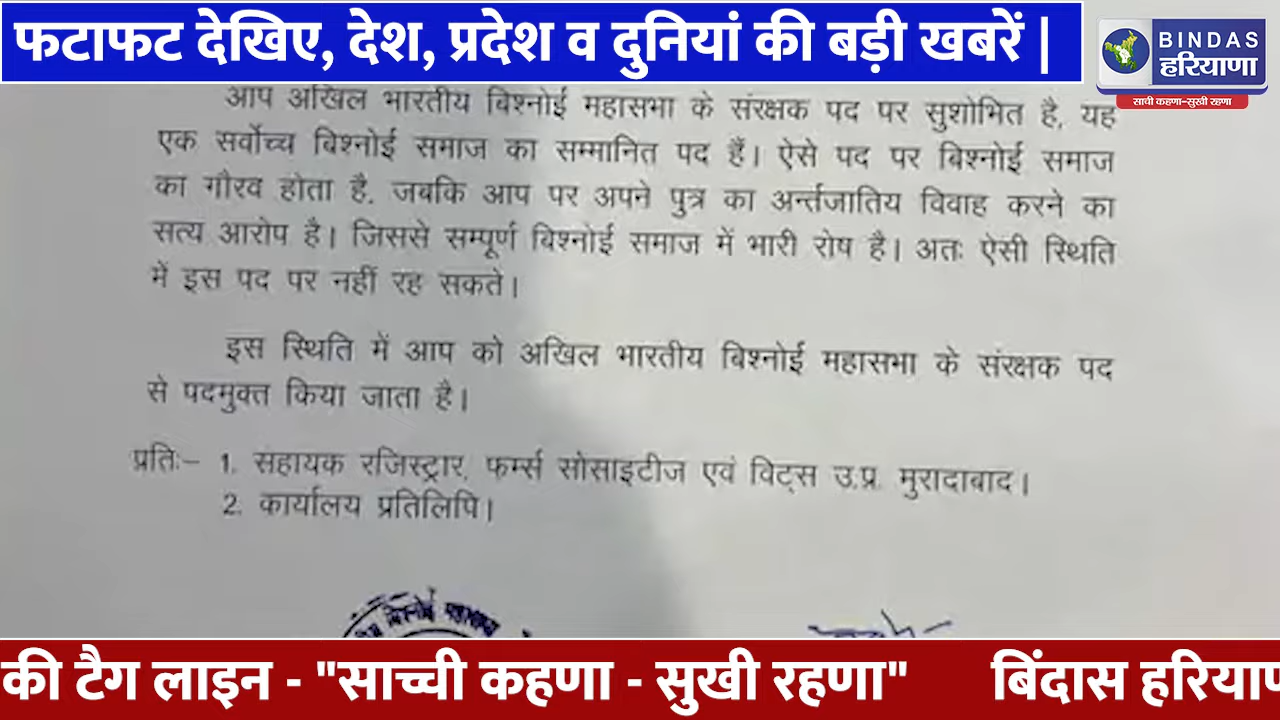 फटाफट देखिए, देश, प्रदेश व दुनियां की बड़ी खबरें |
BINDAS
हरियाणा
साची कहणा-सुखी रहणा
आप अखिल भारतीय बिश्नोई महासभा के संरक्षक पद पर सुशोभित है, यह
एक सर्वोच्च बिश्नोई समाज का सम्मानित पद हैं। ऐसे पद पर बिश्नोई समाज
का गौरव होता है, जबकि आप पर अपने पुत्र का अर्न्तजातिय विवाह करने का
सत्य आरोप है। जिससे सम्पूर्ण बिश्नोई समाज में भारी रोष है। अतः ऐसी स्थिति
में इस पद पर नहीं रह सकते।
इस स्थिति में आप को अखिल भारतीय बिश्नोई महासभा के संरक्षक पद
से पदमुक्त किया जाता है।
प्रतिः- 1. सहायक रजिस्ट्रार, फर्म्स सोसाइटीज एवं विट्स उ.प्र. मुरादाबाद।
2. कार्यालय प्रतिलिपि।
बिश्नोई महासभा
की टैग लाइन - "साच्ची कहणा - सुखी रहणा" बिंदास हरियाण